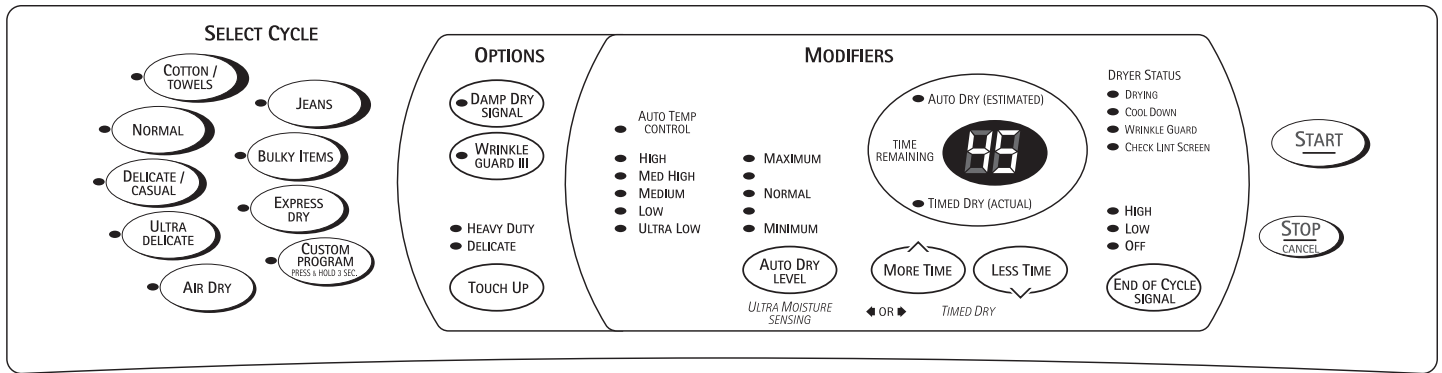 SELECT CYCLE
COTTON /
TOWELS
JEANS
NORMAL
BULKY ITEMS
DELICATE /
CASUAL
EXPRESS
DRY
ULTRA
DELICATE
CUSTOM
PROGRAM
PRESS & HOLD 3 SEC.
AIR DRY
OPTIONS
DAMP DRY
SIGNAL
WRINKLE
GUARD III
HEAVY DUTY
DELICATE
TOUCH UP
MODIFIERS
AUTO TEMP
CONTROL
HIGH
MED HIGH
MEDIUM
LOW
ULTRA LOW
MAXIMUM
NORMAL
MINIMUM
AUTO DRY
LEVEL
ULTRA MOISTURE
SENSING
OR
TIMED DRY
AUTO DRY (ESTIMATED)
TIME
REMAINING
45
TIMED DRY (ACTUAL)
MORE TIME
LESS TIME
DRYER STATUS
DRYING
COOL DOWN
WRINKLE GUARD
CHECK LINT SCREEN
HIGH
LOW
OFF
END OF CYCLE
SIGNAL
START
STOP
CANCEL